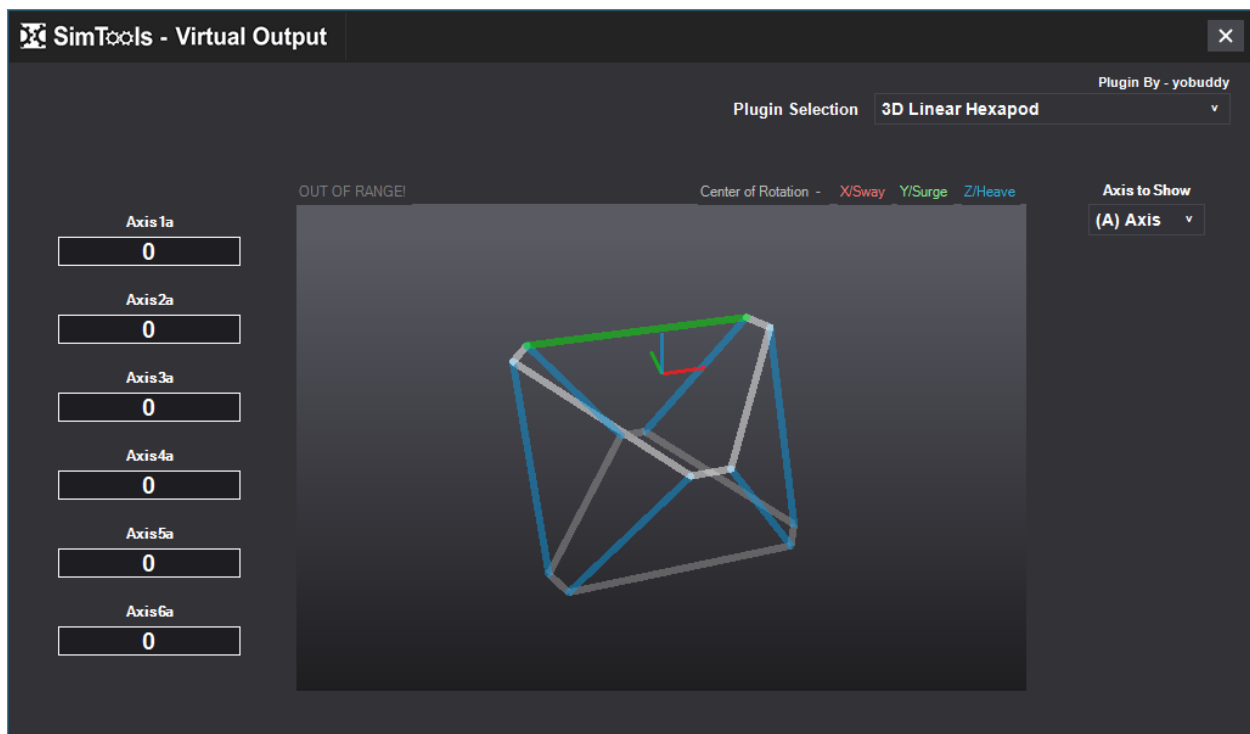 SimTools - Virtual Output
Plugin By - yobuddy
Plugin Selection 3D Linear Hexapod
OUT OF RANGE!
Center of Rotation - X/Sway Y/Surge Z/Heave
Axis to Show
(A) Axis
Axis1a
0
Axis2a
0
Axis3a
0
Axis4a
0
Axis5a
0
Axis6a
0